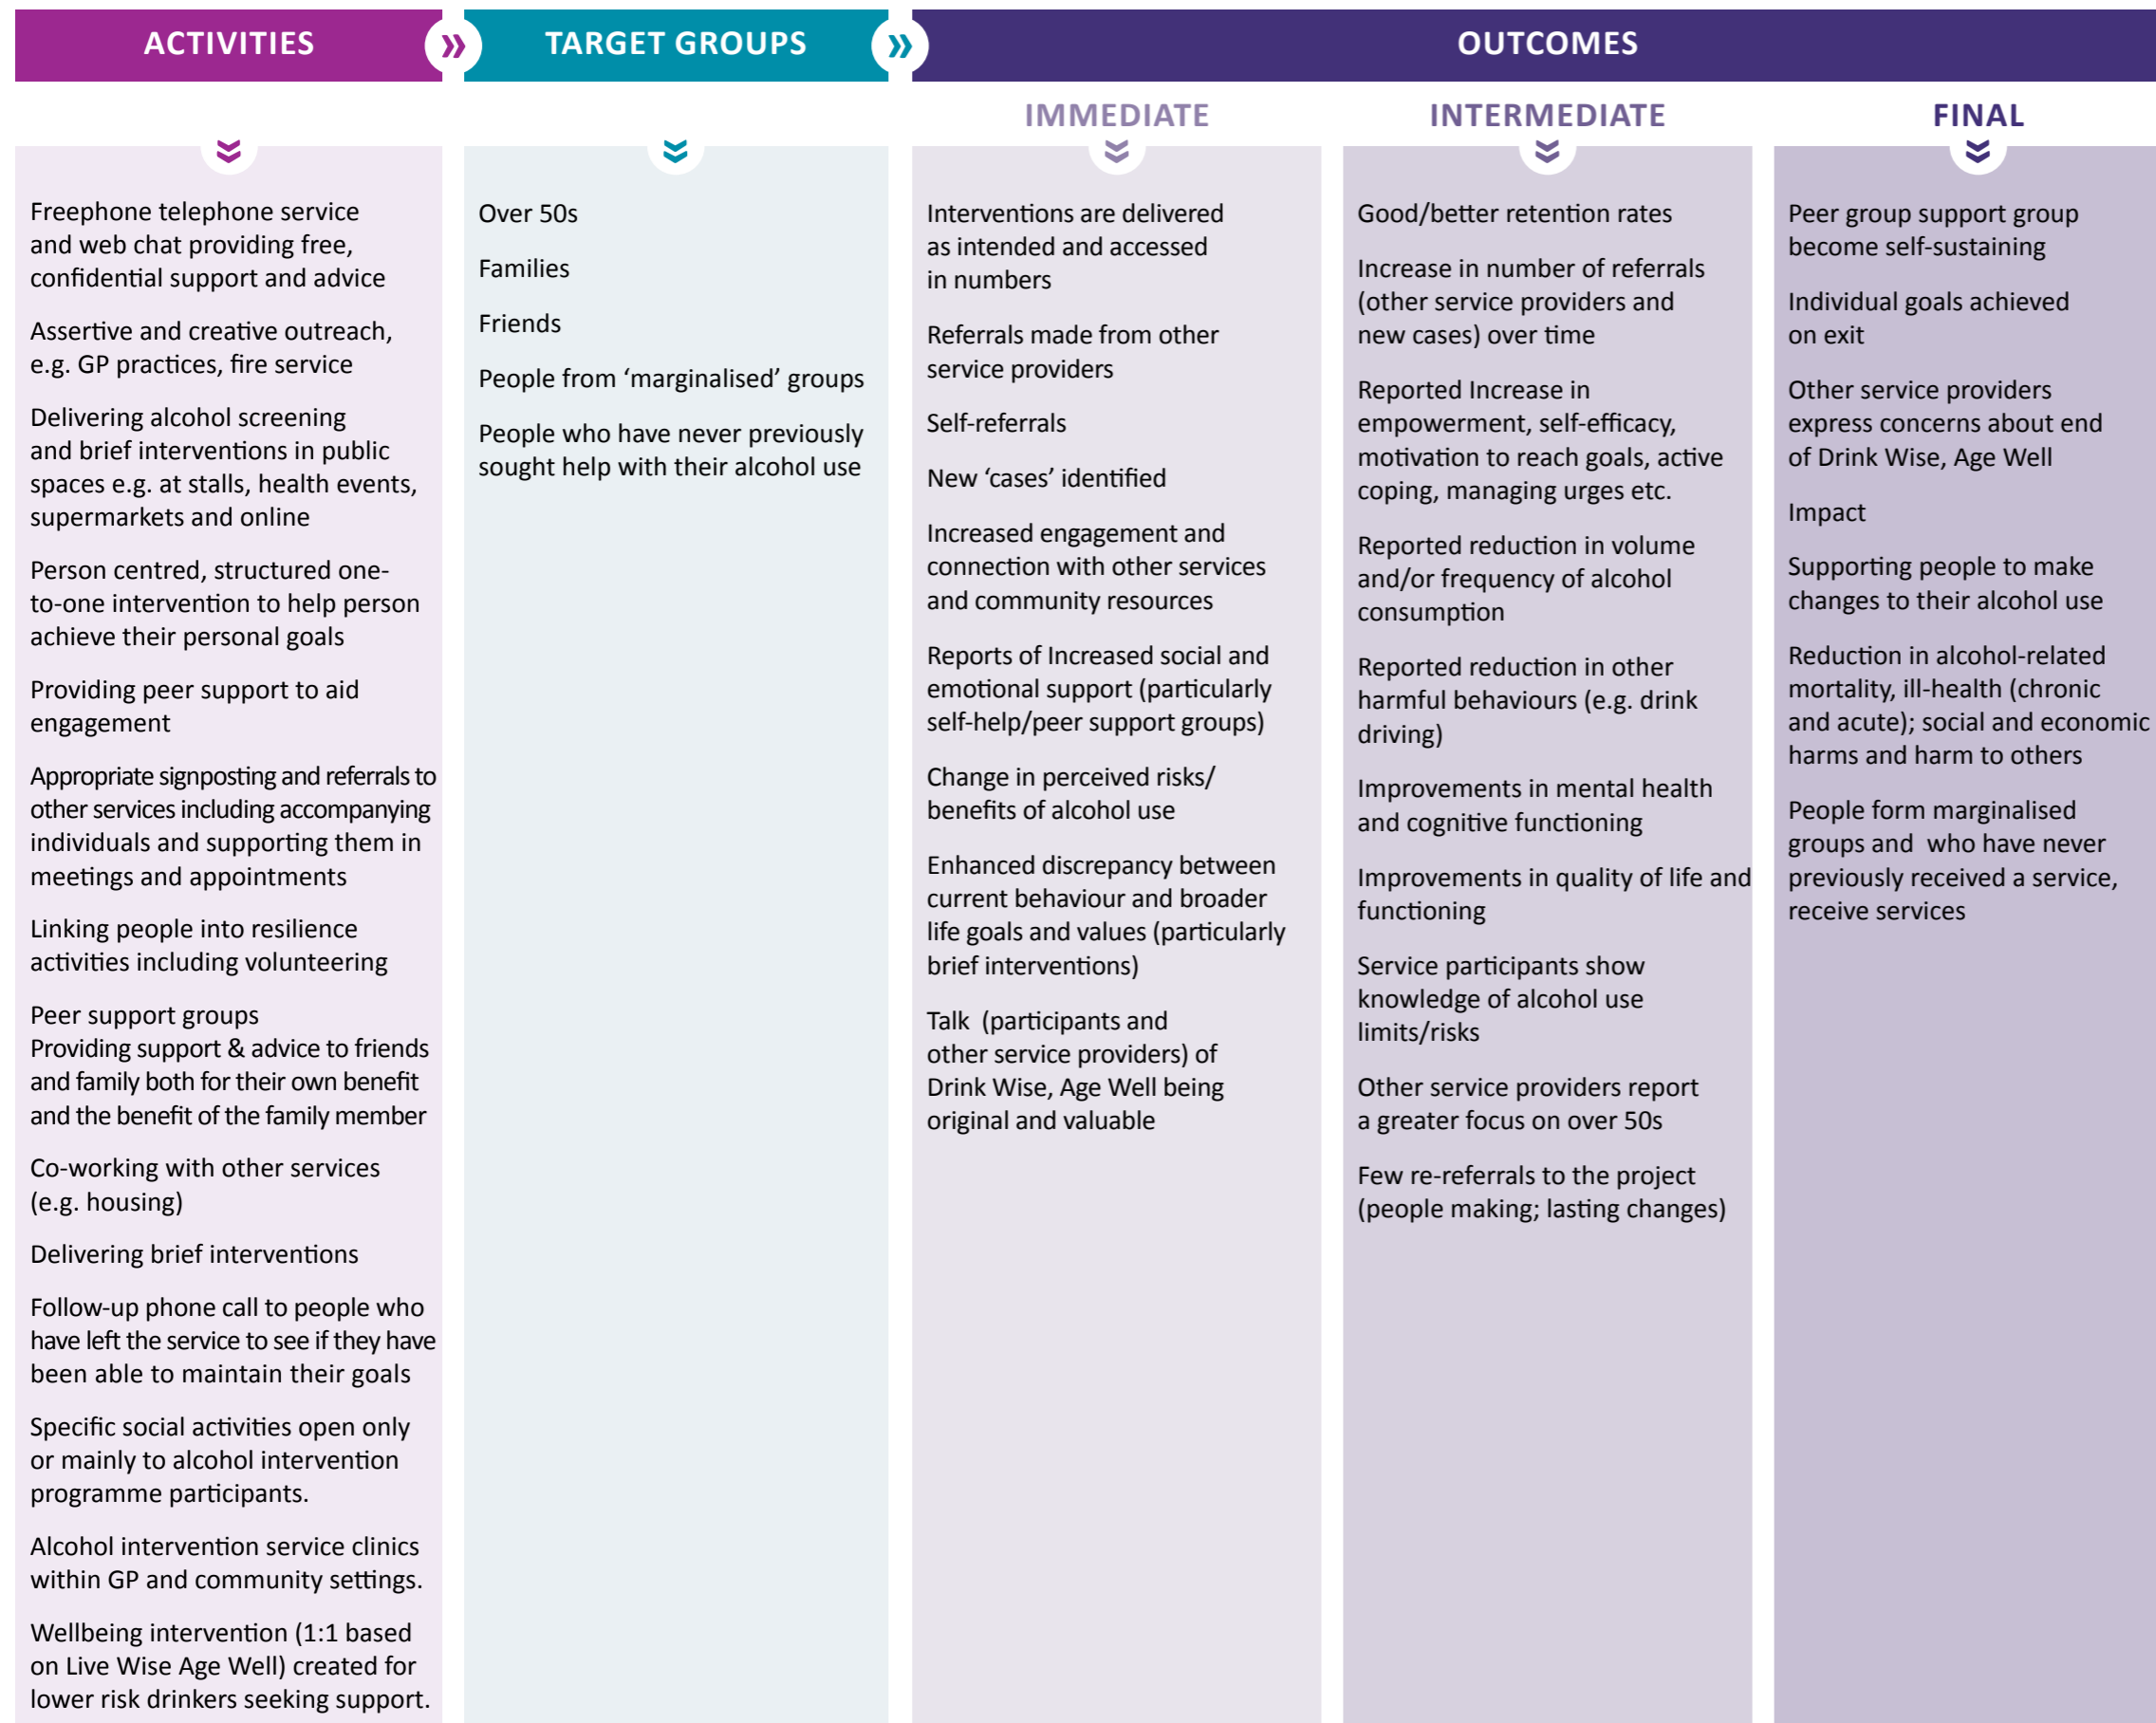 ACTIVITIES
TARGET GROUPS
OUTCOMES
IMMEDIATE
INTERMEDIATE
FINAL
Freephone telephone service
and web chat providing free,
confidential support and advice
Assertive and creative outreach,
e.g. GP practices, fire service
Delivering alcohol screening
and brief interventions in public
spaces e.g. at stalls, health events,
supermarkets and online
Person centred, structured one-
to-one intervention to help person
achieve their personal goals
Providing peer support to aid
engagement
Appropriate signposting and referrals to
other services including accompanying
individuals and supporting them in
meetings and appointments
Linking people into resilience
activities including volunteering
Peer support groups
Providing support & advice to friends
and family both for their own benefit
and the benefit of the family member
Co-working with other services
(e.g. housing)
Delivering brief interventions
Follow-up phone call to people who
have left the service to see if they have
been able to maintain their goals
Specific social activities open only
or mainly to alcohol intervention
programme participants.
Alcohol intervention service clinics
within GP and community settings.
Wellbeing intervention (1:1 based
on Live Wise Age Well) created for
lower risk drinkers seeking support.
Over 50s
Families
Friends
People from ‘marginalised’ groups
People who have never previously
sought help with their alcohol use
Interventions are delivered
as intended and accessed
in numbers
Referrals made from other
service providers
Self-referrals
New ‘cases’ identified
Increased engagement and
connection with other services
and community resources
Reports of Increased social and
emotional support (particularly
self-help/peer support groups)
Change in perceived risks/
benefits of alcohol use
Enhanced discrepancy between
current behaviour and broader
life goals and values (particularly
brief interventions)
Talk (participants and
other service providers) of
Drink Wise, Age Well being
original and valuable
Good/better retention rates
Increase in number of referrals
(other service providers and
new cases) over time
Reported Increase in
empowerment, self-efficacy,
motivation to reach goals, active
coping, managing urges etc.
Reported reduction in volume
and/or frequency of alcohol
consumption
Reported reduction in other
harmful behaviours (e.g. drink
driving)
Improvements in mental health
and cognitive functioning
Improvements in quality of life and
functioning
Service participants show
knowledge of alcohol use
limits/risks
Other service providers report
a greater focus on over 50s
Few re-referrals to the project
(people making; lasting changes)
Peer group support group
become self-sustaining
Individual goals achieved
on exit
Other service providers
express concerns about end
of Drink Wise, Age Well
Impact
Supporting people to make
changes to their alcohol use
Reduction in alcohol-related
mortality, ill-health (chronic
and acute); social and economic
harms and harm to others
People form marginalised
groups and who have never
previously received a service,
receive services